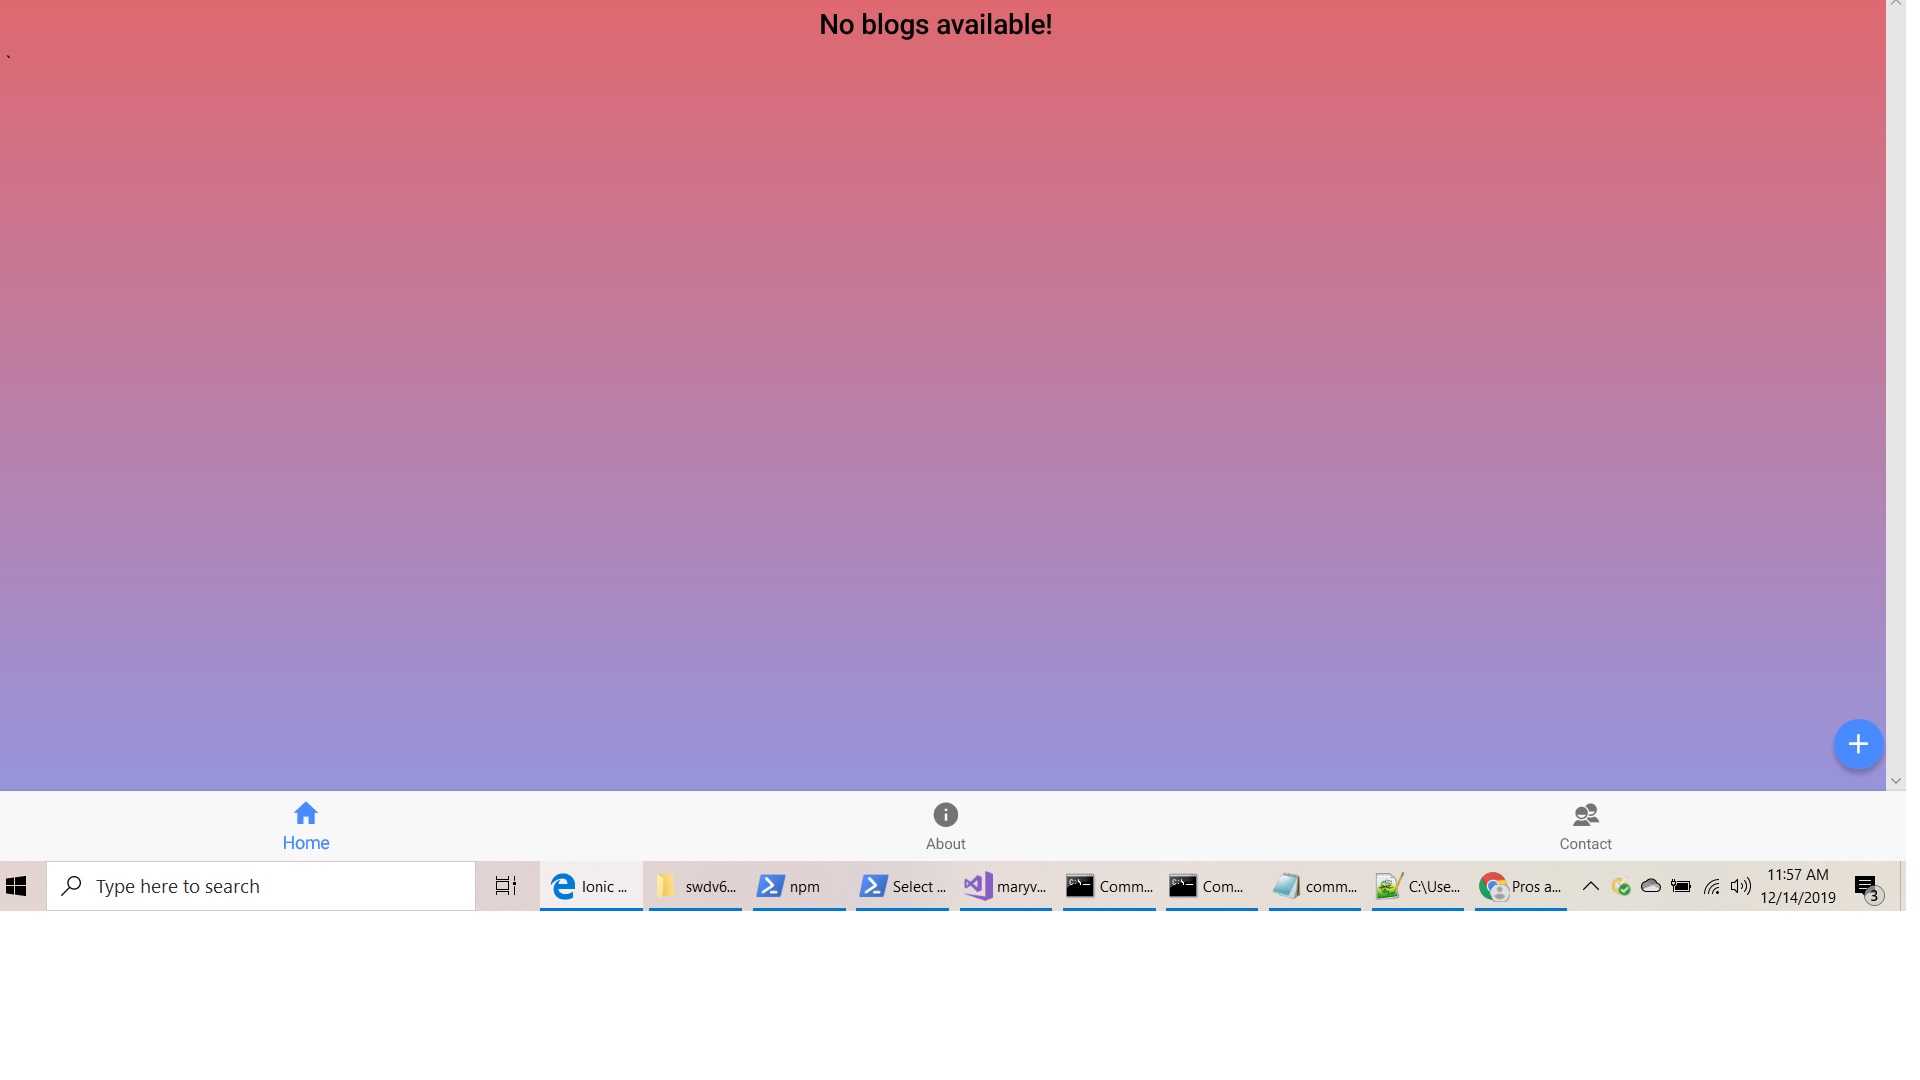 No blogs available!
`
Home
About
Contact
Type here to search
Ionic ...
swdv6...
npm
Select ...
maryv...
Comm...
Com...
comm...
C:\Use...
Pros a...
11:57 AM
12/14/2019
3